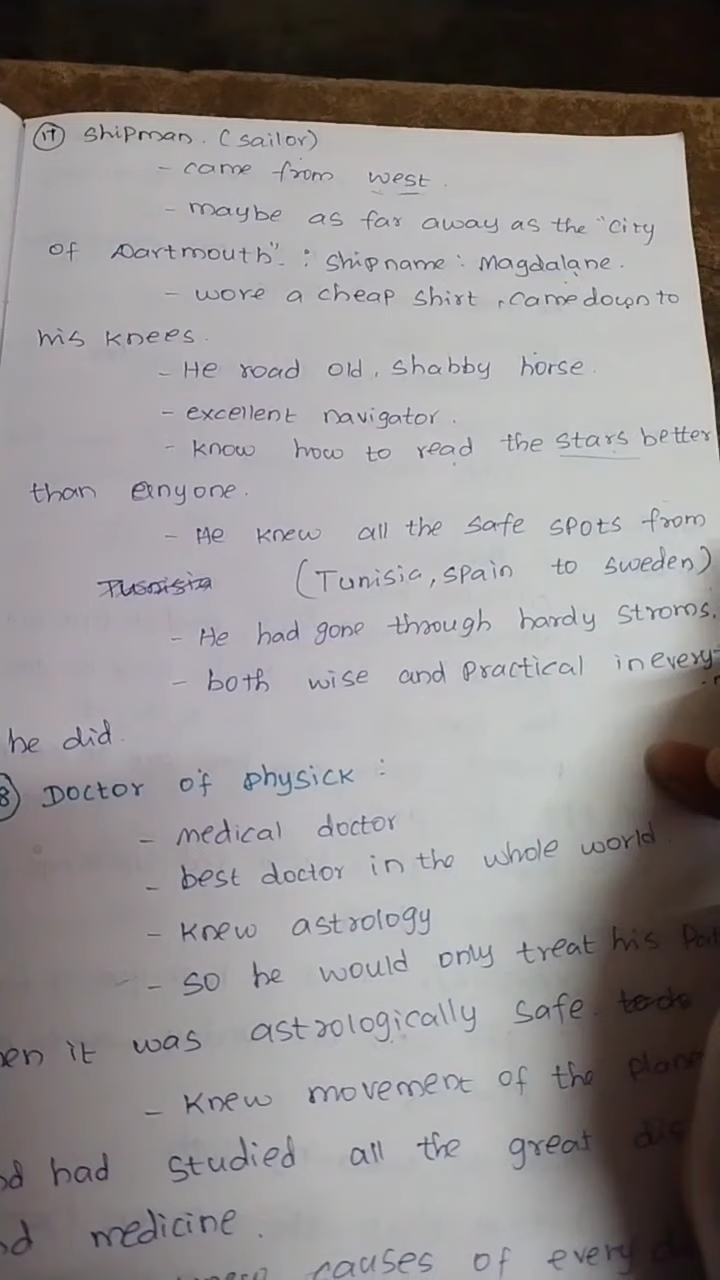 17 shipman. (sailor)
- came from west.
- maybe as far away as the "city
of Dartmouth" : ship name : Magdalane.
- wore a cheap shirt, came down to
his knees.
- He road old, shabby horse.
- excellent navigator.
- know how to read the stars better
than anyone.
- He knew all the safe spots from
(Tunisia, spain to sweden)
- He had gone through hardy stroms.
- both wise and practical in every
he did.
8 Doctor of physick :
- medical doctor
- best doctor in the whole world.
- knew astrology
- so he would only treat his
it was astrologically safe.
- knew movement of the
had studied all the great
medicine.
causes of every